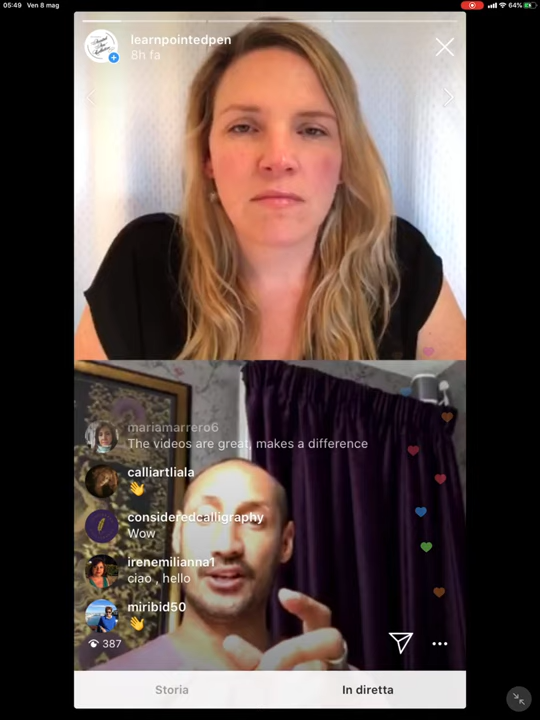 05:49 Ven 8 mag
64%
learnpointedpen
8h fa
mariamarrero6
The videos are great, makes a difference
calliartliala
consideredcalligraphy
Wow
irenemilianna1
ciao , hello
miribid50
387
Storia
In diretta